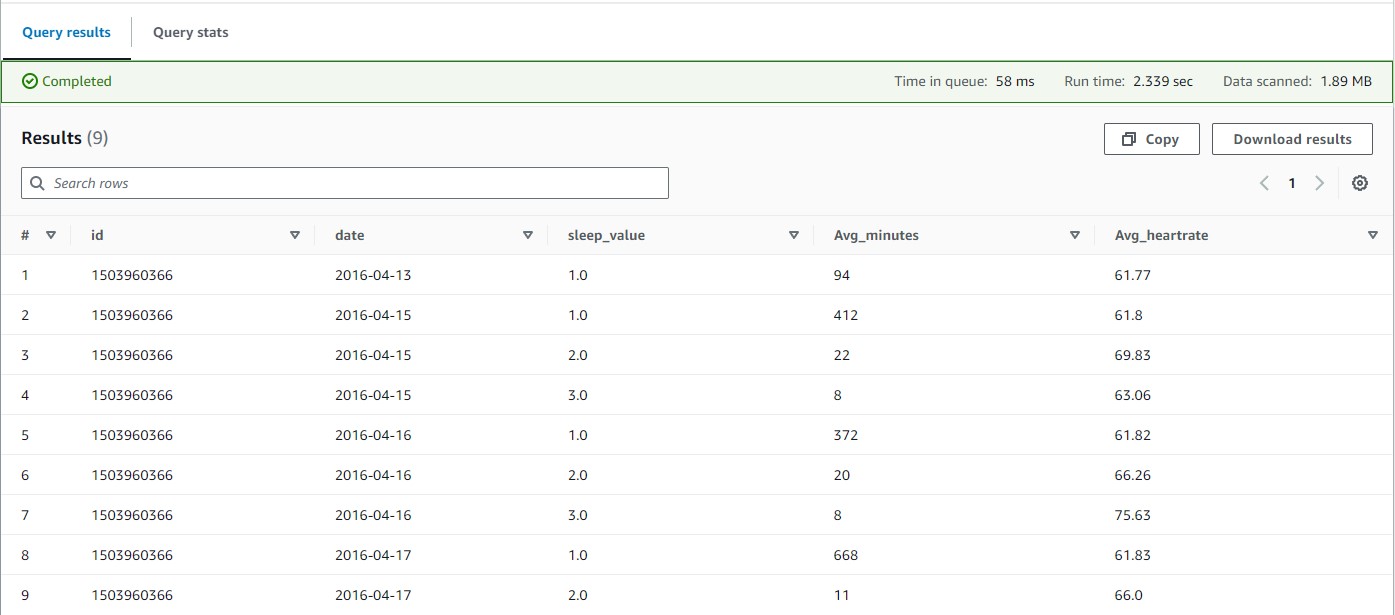 Query results Query stats
Completed Time in queue: 58 ms Run time: 2.339 sec Data scanned: 1.89 MB
Results (9) Copy Download results
Search rows 1
# id date sleep_value Avg_minutes Avg_heartrate
1 1503960366 2016-04-13 1.0 94 61.77
2 1503960366 2016-04-15 1.0 412 61.8
3 1503960366 2016-04-15 2.0 22 69.83
4 1503960366 2016-04-15 3.0 8 63.06
5 1503960366 2016-04-16 1.0 372 61.82
6 1503960366 2016-04-16 2.0 20 66.26
7 1503960366 2016-04-16 3.0 8 75.63
8 1503960366 2016-04-17 1.0 668 61.83
9 1503960366 2016-04-17 2.0 11 66.0